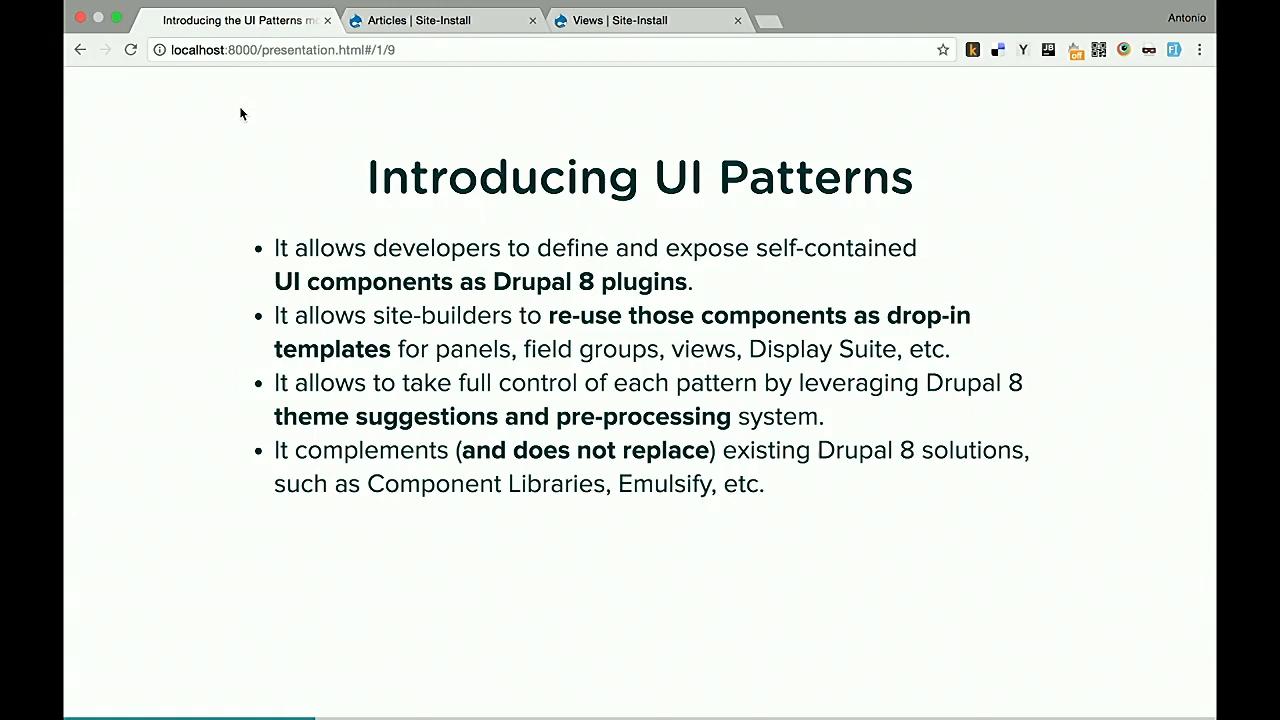 Introducing the UI Patterns mo
Articles | Site-Install
Views | Site-Install
Antonio
localhost:8000/presentation.html#/1/9
Introducing UI Patterns
• It allows developers to define and expose self-contained
UI components as Drupal 8 plugins.
• It allows site-builders to re-use those components as drop-in
templates for panels, field groups, views, Display Suite, etc.
• It allows to take full control of each pattern by leveraging Drupal 8
theme suggestions and pre-processing system.
• It complements (and does not replace) existing Drupal 8 solutions,
such as Component Libraries, Emulsify, etc.